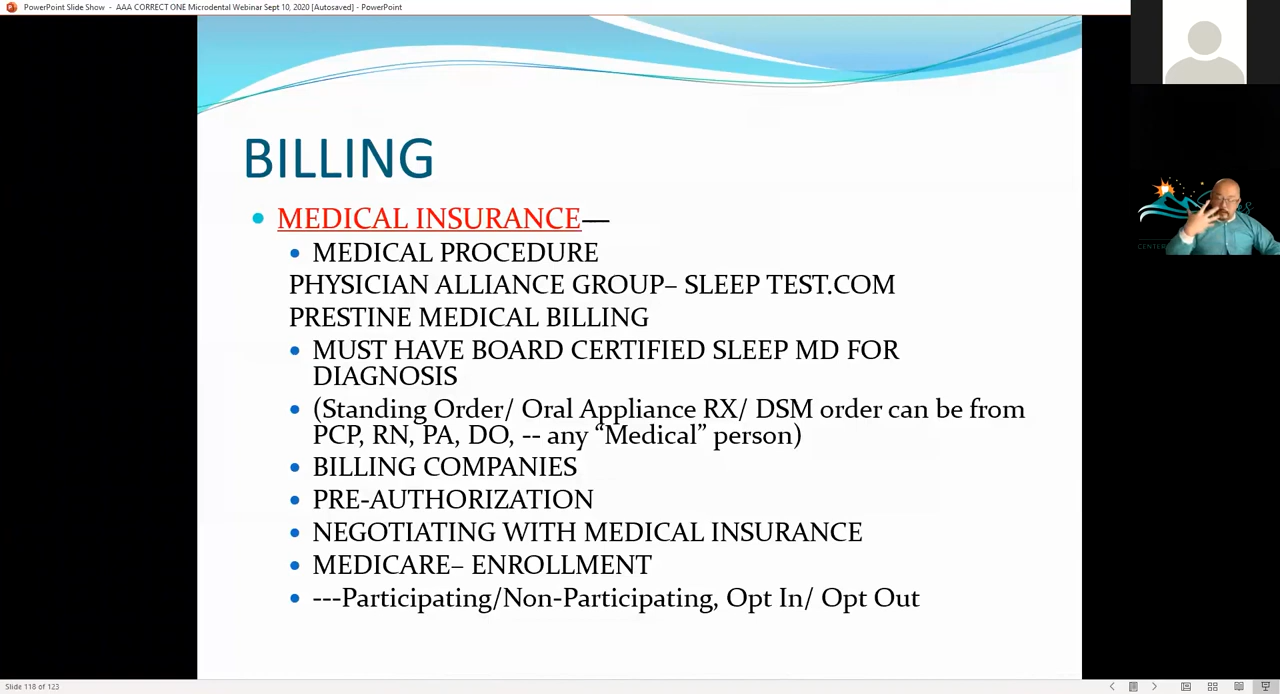 PowerPoint Slide Show - AAA CORRECT ONE Microdental Webinar Sept 10, 2020 [Autosaved] - PowerPoint
BILLING
MEDICAL INSURANCE—
MEDICAL PROCEDURE
PHYSICIAN ALLIANCE GROUP– SLEEP TEST.COM
PRESTINE MEDICAL BILLING
MUST HAVE BOARD CERTIFIED SLEEP MD FOR
DIAGNOSIS
(Standing Order/ Oral Appliance RX/ DSM order can be from
PCP, RN, PA, DO, -- any “Medical” person)
BILLING COMPANIES
PRE-AUTHORIZATION
NEGOTIATING WITH MEDICAL INSURANCE
MEDICARE– ENROLLMENT
---Participating/Non-Participating, Opt In/ Opt Out
Slide 118 of 123